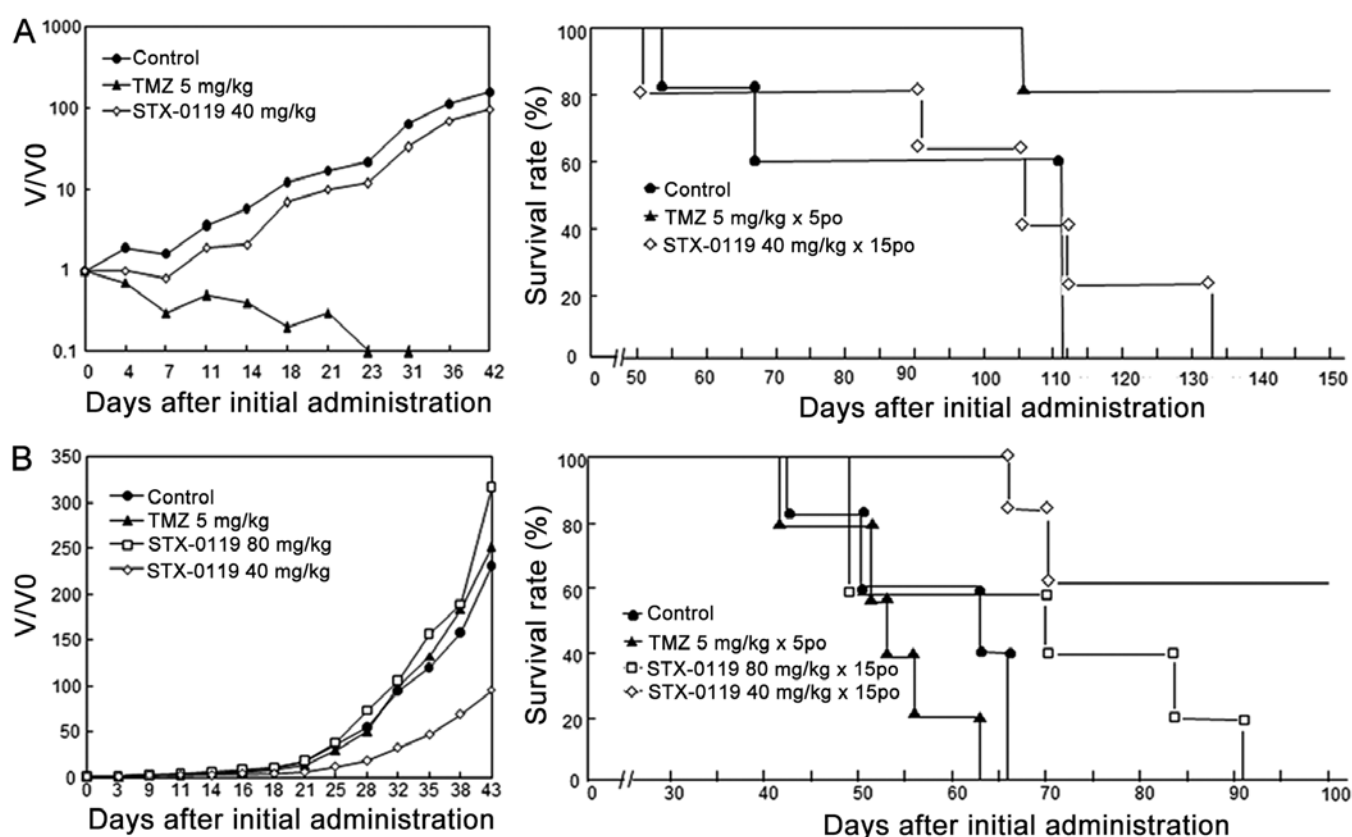 A
1000
100
10
1
0.1
V/V0
Control
TMZ 5 mg/kg
STX-0119 40 mg/kg
0 4 7 11 14 18 21 23 31 36 42
Days after initial administration
100
80
60
40
20
0
Survival rate (%)
Control
TMZ 5 mg/kg x 5po
STX-0119 40 mg/kg x 15po
0 50 60 70 80 90 100 110 120 130 140 150
Days after initial administration
B
350
300
250
200
150
100
50
0
V/V0
Control
TMZ 5 mg/kg
STX-0119 80 mg/kg
STX-0119 40 mg/kg
0 3 9 11 14 16 18 21 25 28 32 35 38 43
Days after initial administration
100
80
60
40
20
0
Survival rate (%)
Control
TMZ 5 mg/kg x 5po
STX-0119 80 mg/kg x 15po
STX-0119 40 mg/kg x 15po
0 30 40 50 60 70 80 90 100
Days after initial administration